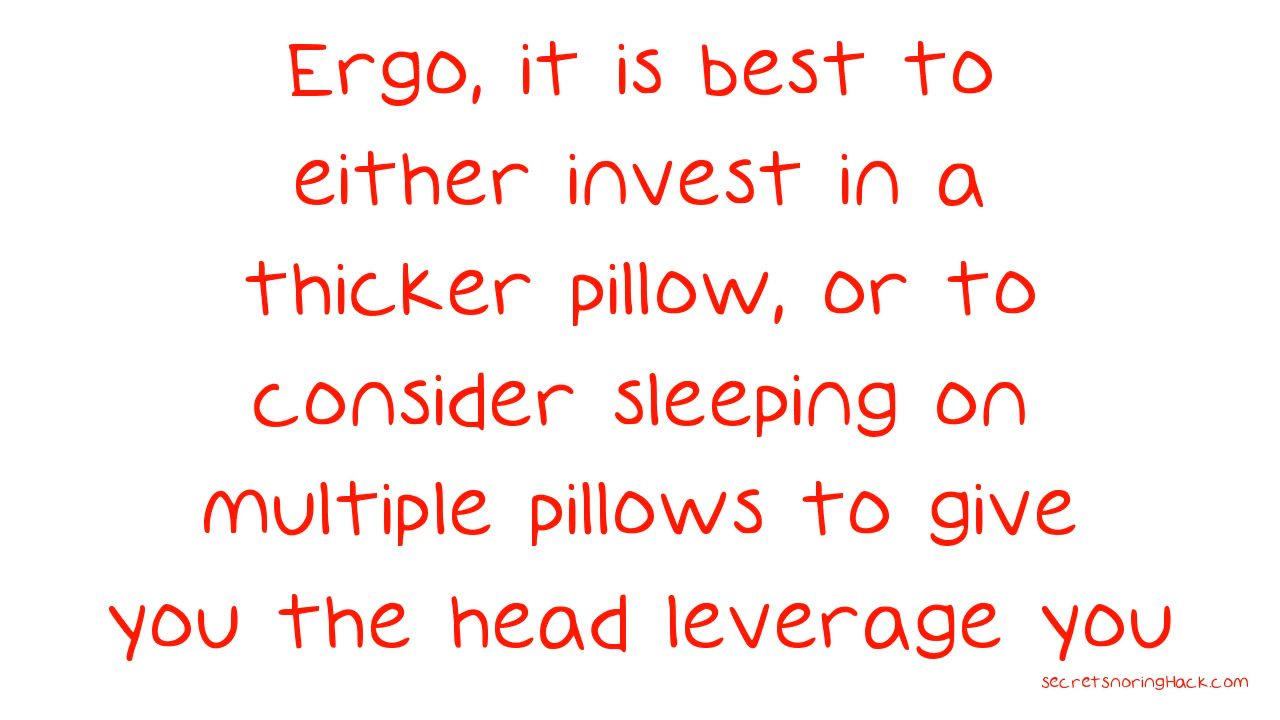 Ergo, it is best to
either invest in a
thicker pillow, or to
consider sleeping on
multiple pillows to give
you the head leverage you
secretsnoringHack.com